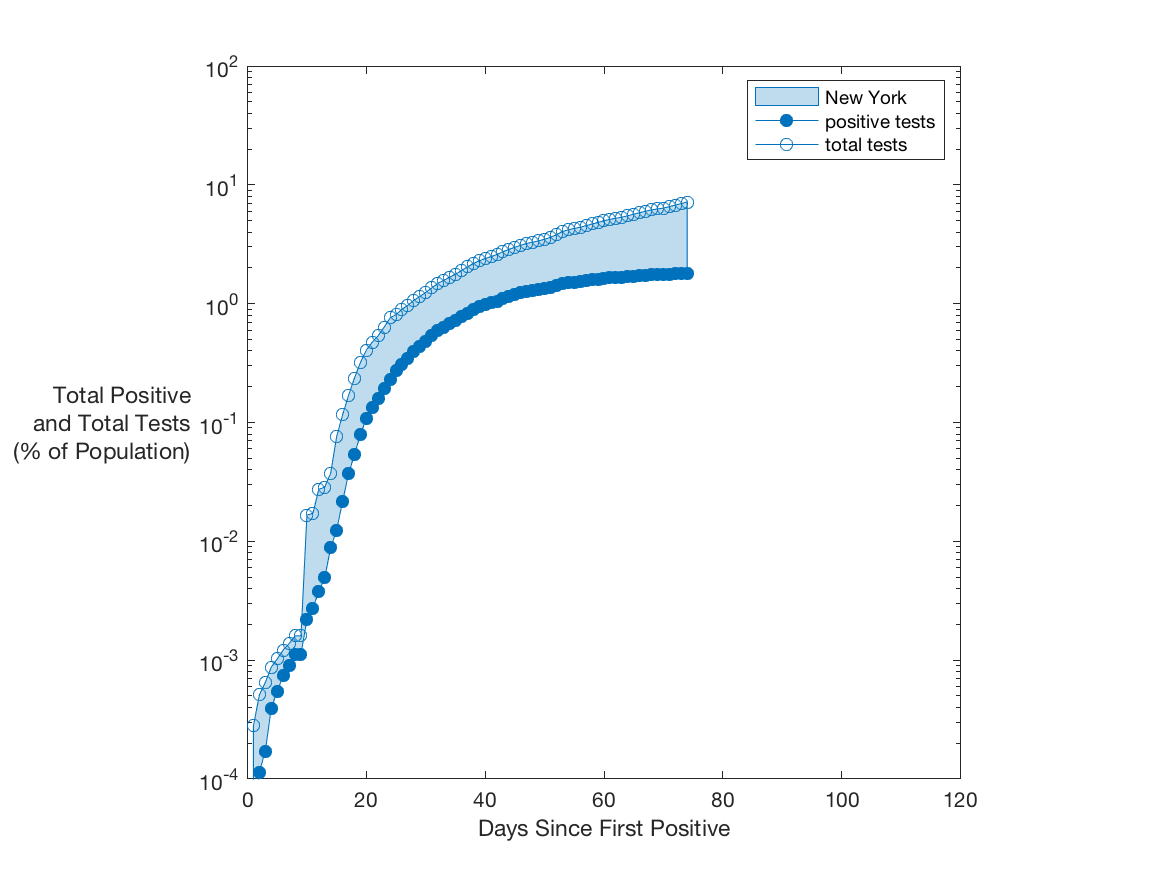 10^2
10^1
10^0
10^-1
10^-2
10^-3
10^-4
Total Positive
and Total Tests
(% of Population)
0 20 40 60 80 100 120
Days Since First Positive
New York
positive tests
total tests